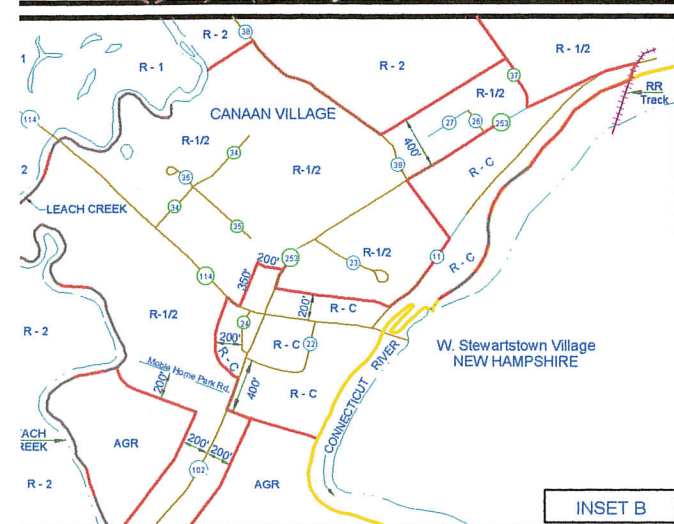 R - 2
38
R - 2
R - 1/2
1
R - 1
37
R - 1/2
RR
Track
114
CANAAN VILLAGE
27
26
253
400'
R-1/2
34
38
R - C
2
35
R-1/2
LEACH CREEK
34
35
253
R-1/2
200'
23
11
R - C
114
350'
R-1/2
200'
R - C
24
R - 2
200'
R - C
22
R - C
W. Stewartstown Village
NEW HAMPSHIRE
Mobile Home Park Rd.
400'
R - C
CONNECTICUT RIVER
200'
AGR
200'
200'
REEK
102
R - 2
AGR
INSET B